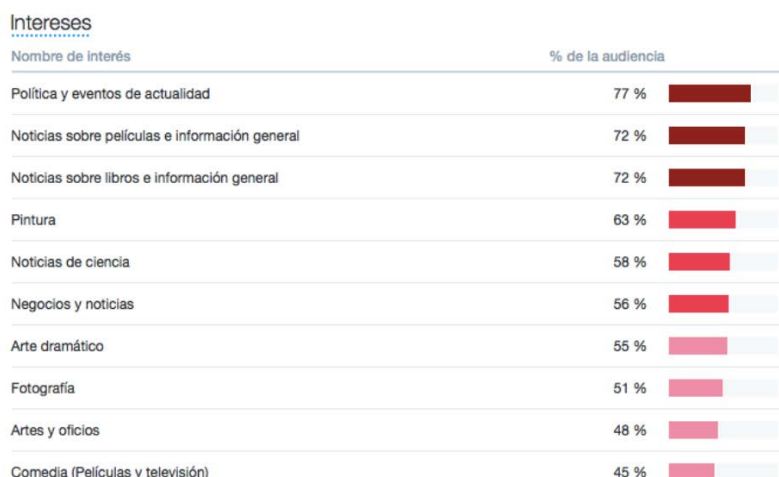 Intereses
Nombre de interés % de la audiencia
Política y eventos de actualidad 77 %
Noticias sobre películas e información general 72 %
Noticias sobre libros e información general 72 %
Pintura 63 %
Noticias de ciencia 58 %
Negocios y noticias 56 %
Arte dramático 55 %
Fotografía 51 %
Artes y oficios 48 %
Comedia (Películas y televisión) 45 %